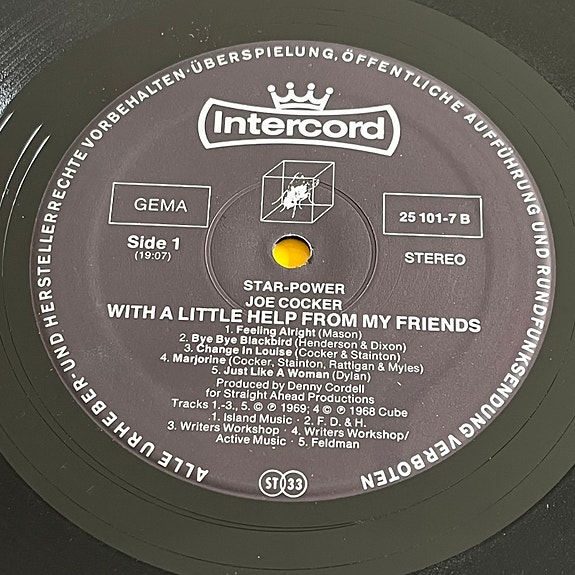 ALLE URHEBER- UND HERSTELLERRECHTE VORBEHALTEN · ÜBERSPIELUNG, ÖFFENTLICHE AUFFÜHRUNG UND RUNDFUNKSENDUNG VERBOTEN
Intercord
GEMA
25 101-7 B
Side 1
STEREO
(19:07)
STAR-POWER
JOE COCKER
WITH A LITTLE HELP FROM MY FRIENDS
1. Feeling Alright (Mason)
2. Bye Bye Blackbird (Henderson & Dixon)
3. Change In Louise (Cocker & Stainton)
4. Marjorine (Cocker, Stainton, Rattigan & Myles)
5. Just Like A Woman (Dylan)
Produced by Denny Cordell
for Straight Ahead Productions
Tracks 1.-3., 5. © ℗ 1969; 4 © ℗ 1968 Cube
1. Island Music · 2. F. D. & H.
3. Writers Workshop · 4. Writers Workshop/
Active Music · 5. Feldman
ST 33